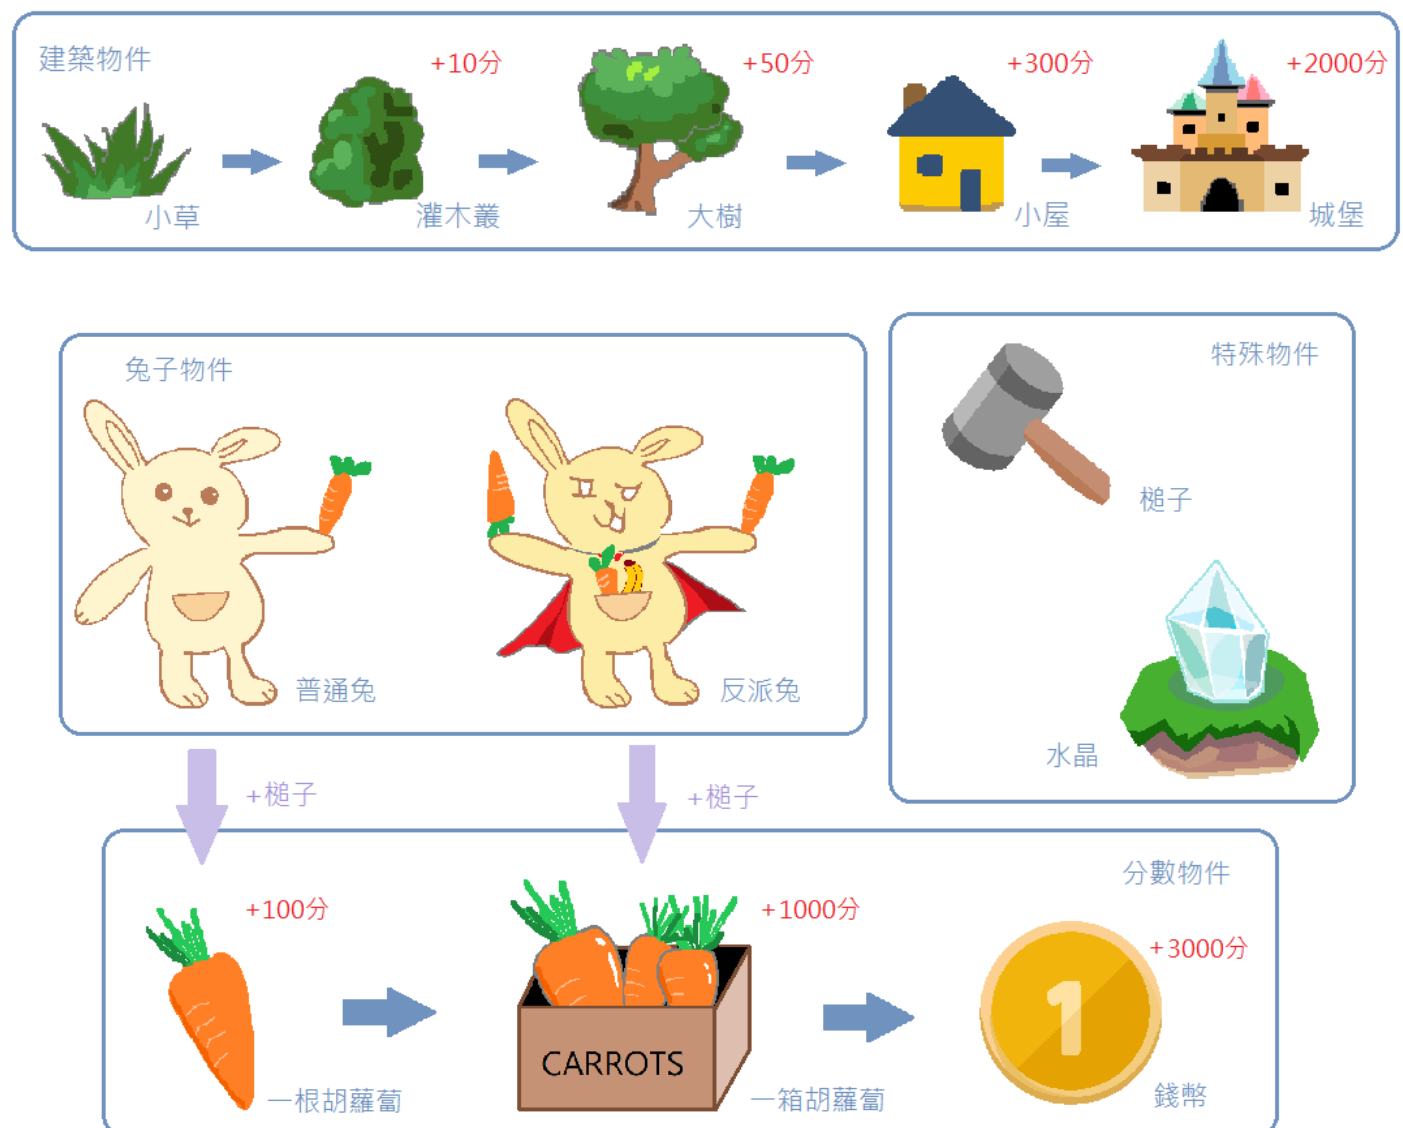 建築物件
+10分
+50分
+300分
+2000分
小草
灌木叢
大樹
小屋
城堡
兔子物件
特殊物件
槌子
普通兔
反派兔
水晶
+槌子
+槌子
分數物件
+100分
+1000分
+3000分
1
CARROTS
一根胡蘿蔔
一箱胡蘿蔔
錢幣